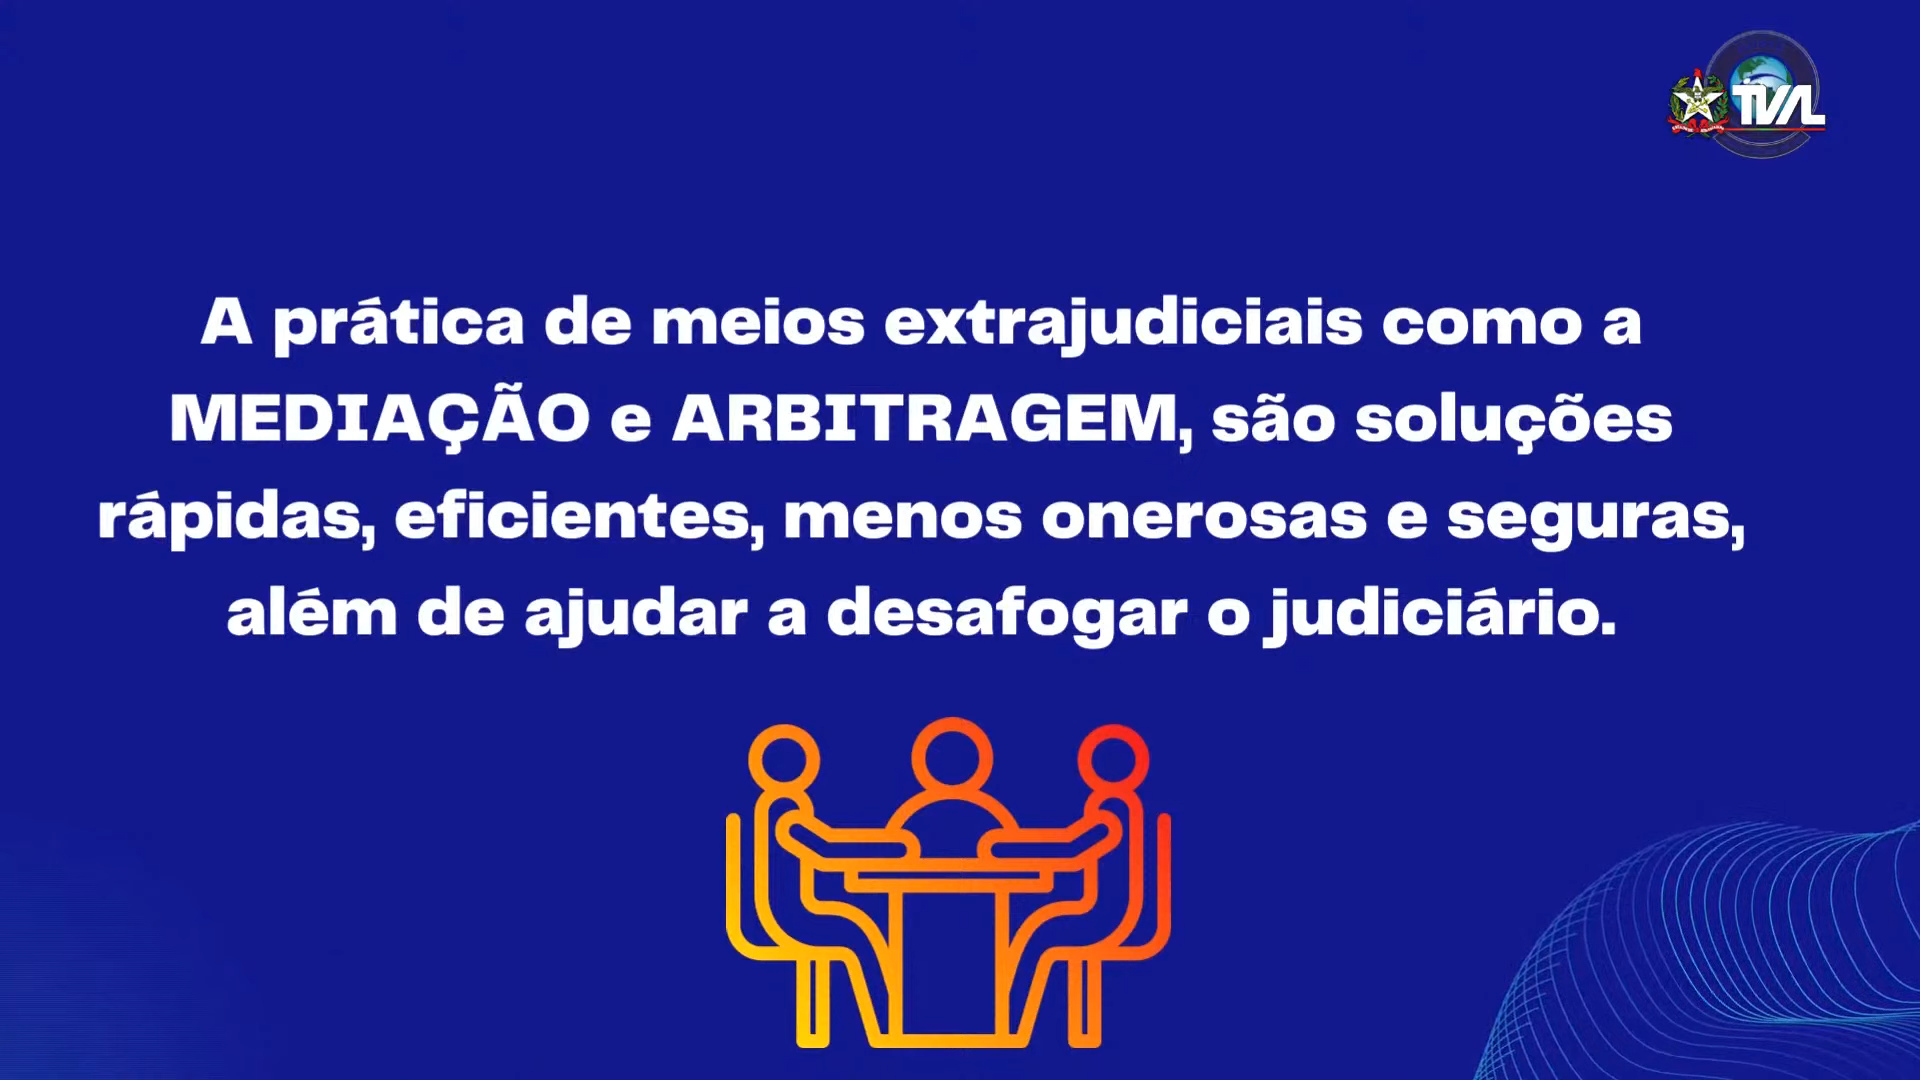 TVAL
A prática de meios extrajudiciais como a
MEDIAÇÃO e ARBITRAGEM, são soluções
rápidas, eficientes, menos onerosas e seguras,
além de ajudar a desafogar o judiciário.